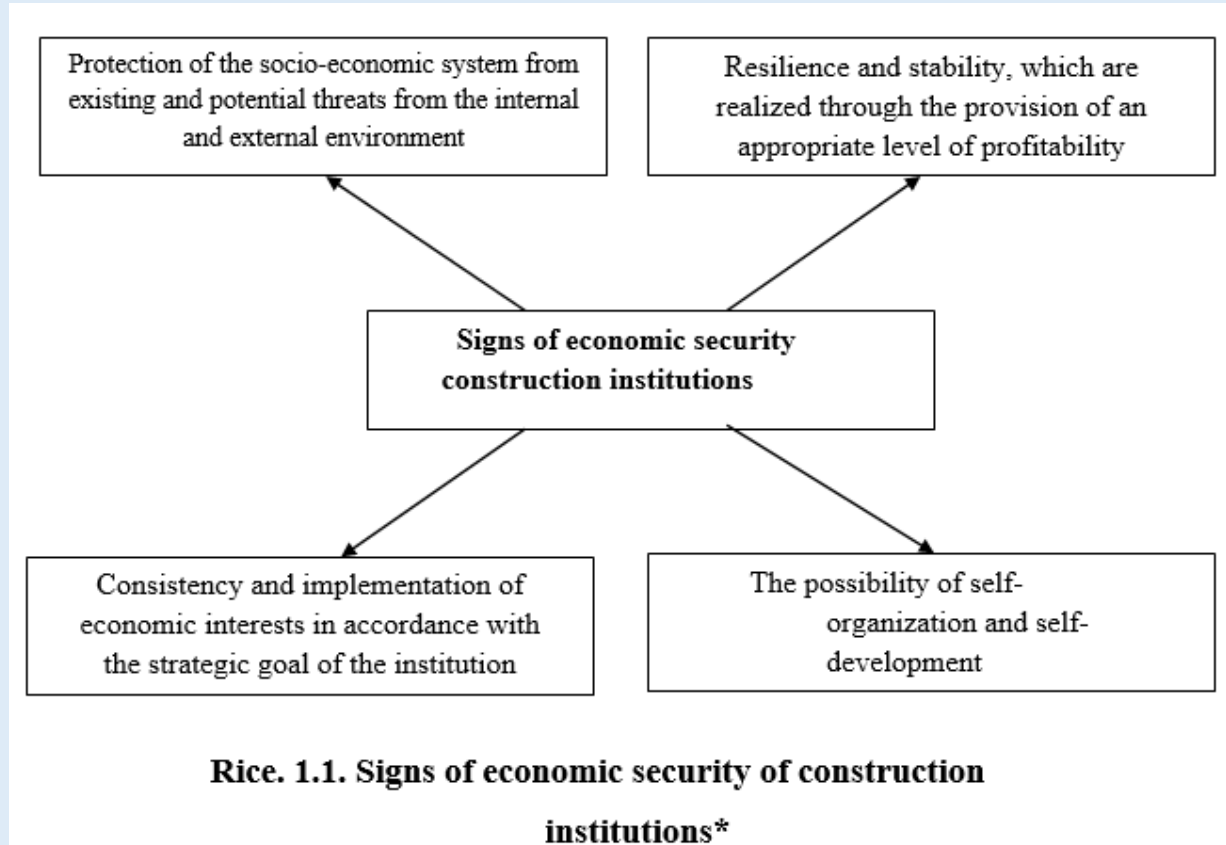 Protection of the socio-economic system from
existing and potential threats from the internal
and external environment
Resilience and stability, which are
realized through the provision of an
appropriate level of profitability
Signs of economic security
construction institutions
Consistency and implementation of
economic interests in accordance with
the strategic goal of the institution
The possibility of self-
organization and self-
development
Rice. 1.1. Signs of economic security of construction
institutions*